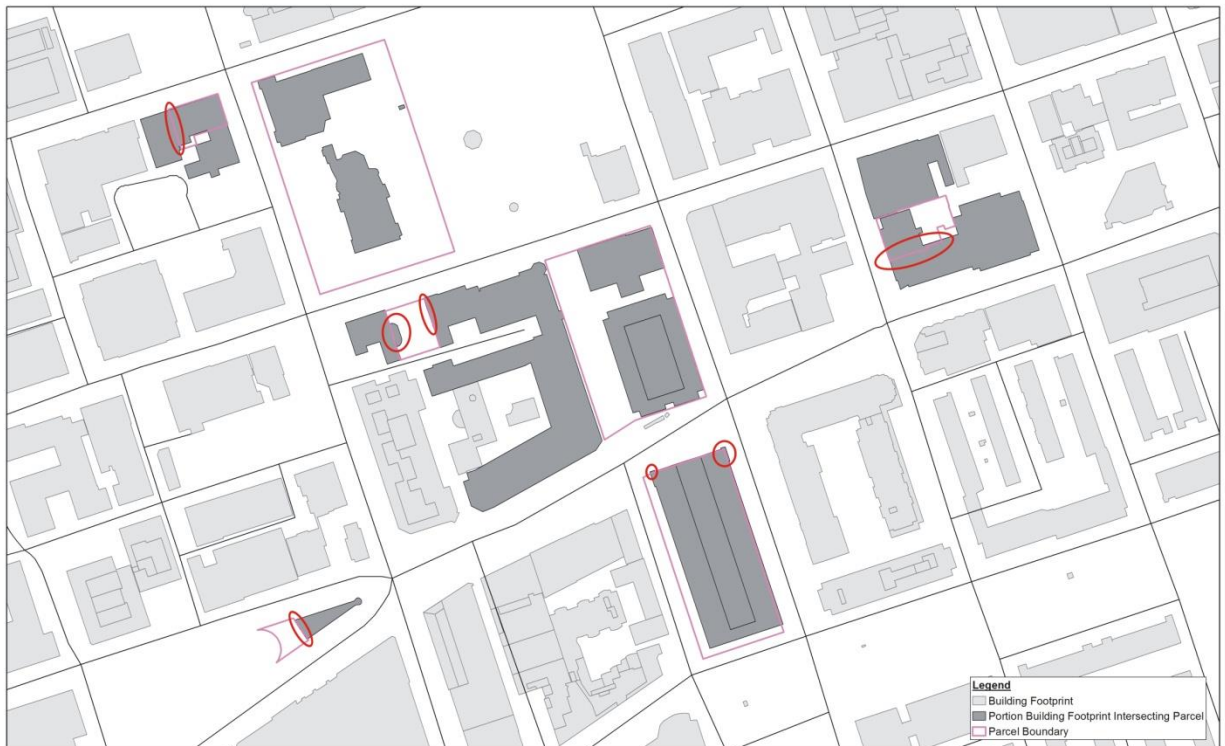 Legend
Building Footprint
Portion Building Footprint Intersecting Parcel
Parcel Boundary